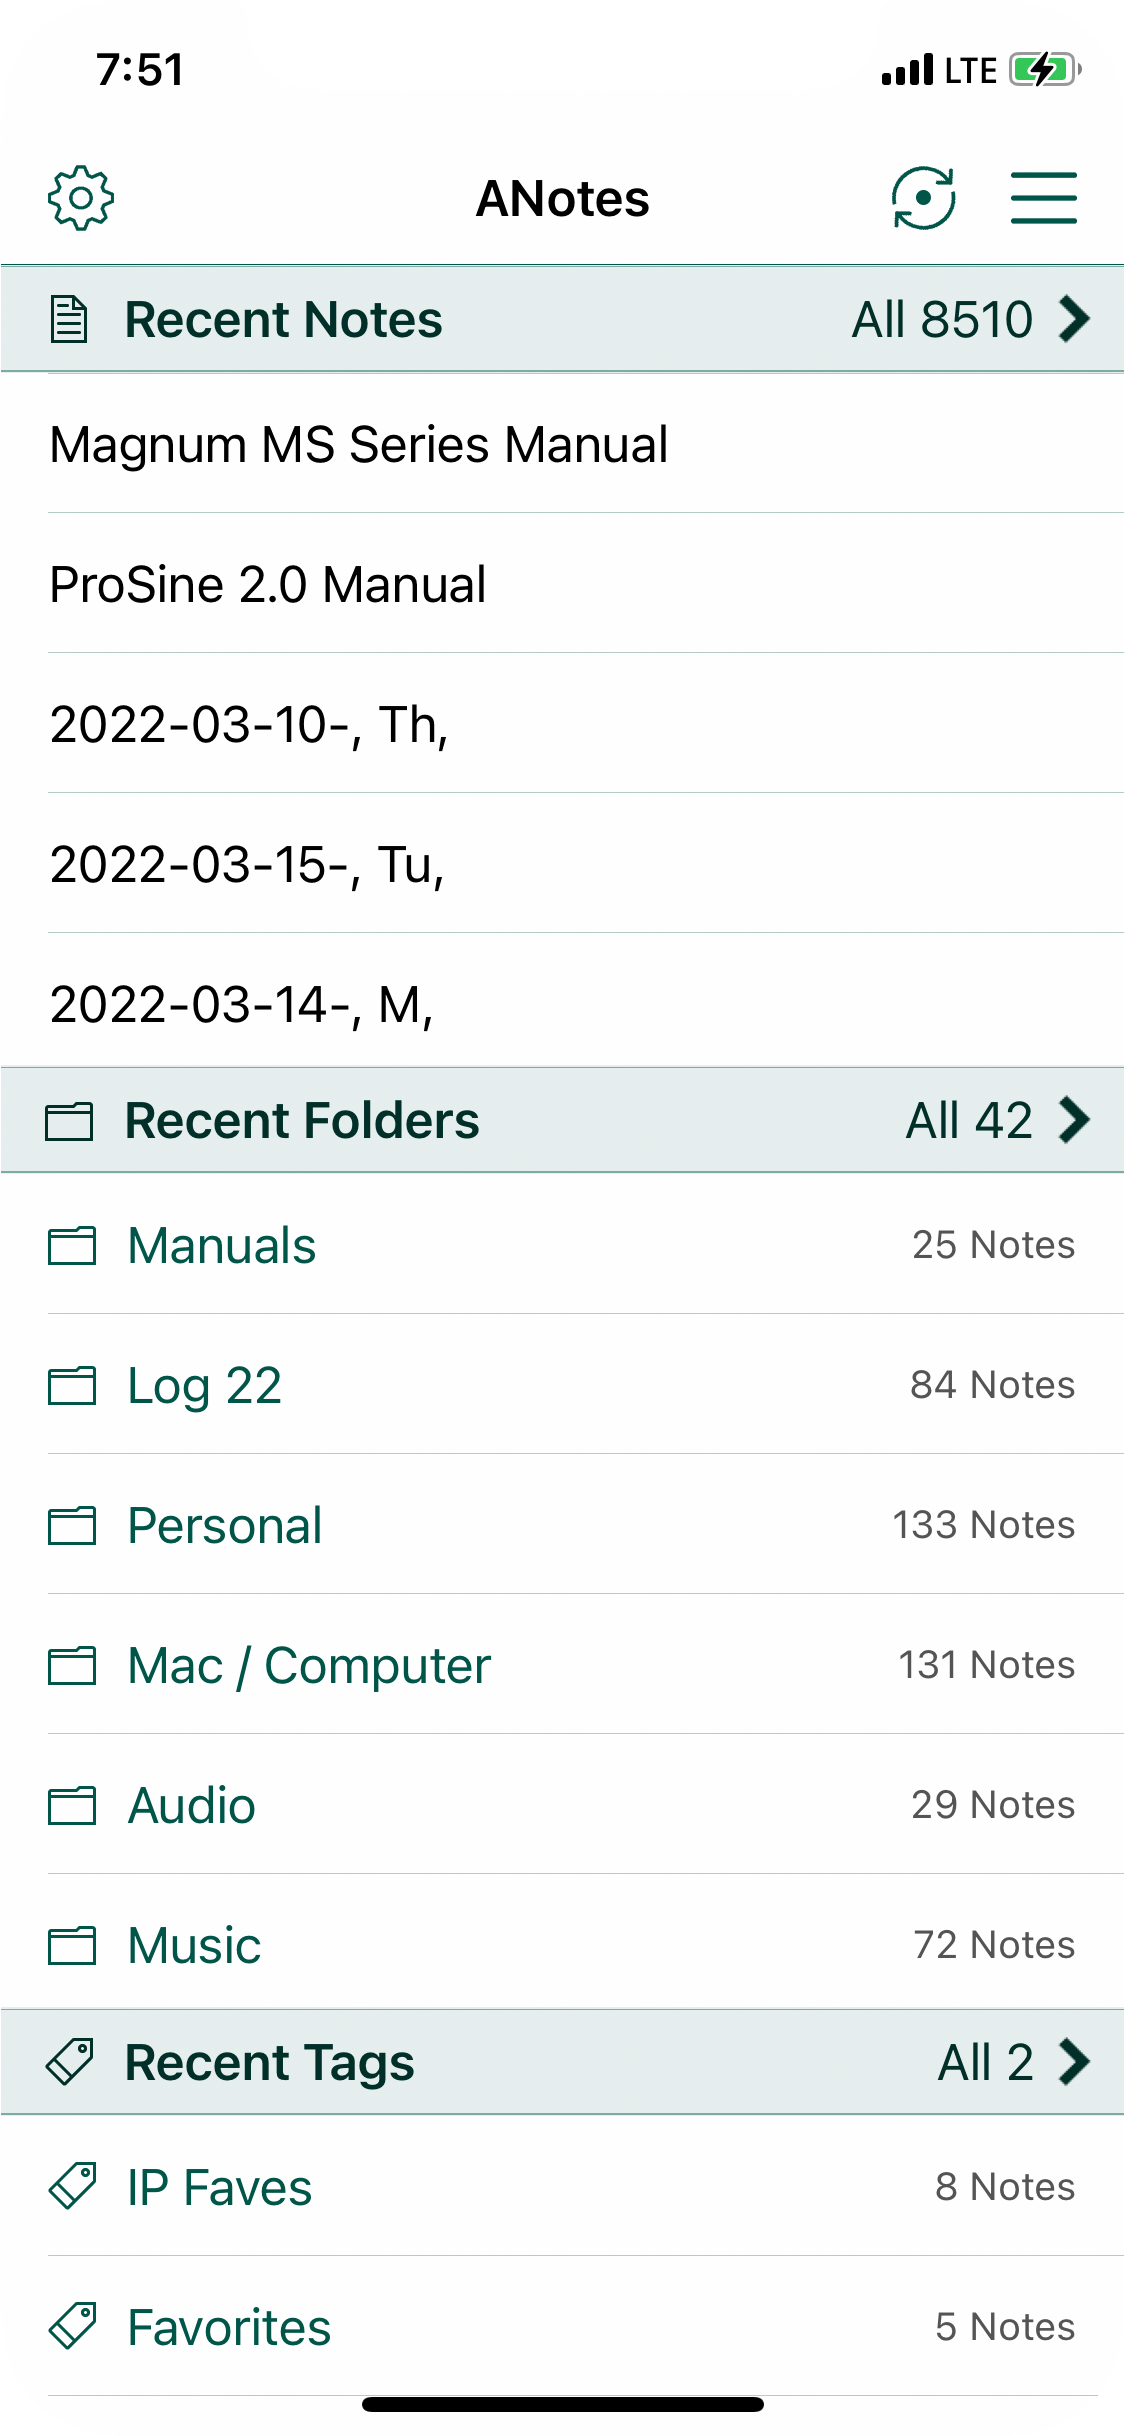 7:51 LTE
ANotes
Recent Notes All 8510
Magnum MS Series Manual
ProSine 2.0 Manual
2022-03-10-, Th,
2022-03-15-, Tu,
2022-03-14-, M,
Recent Folders All 42
Manuals 25 Notes
Log 22 84 Notes
Personal 133 Notes
Mac / Computer 131 Notes
Audio 29 Notes
Music 72 Notes
Recent Tags All 2
IP Faves 8 Notes
Favorites 5 Notes